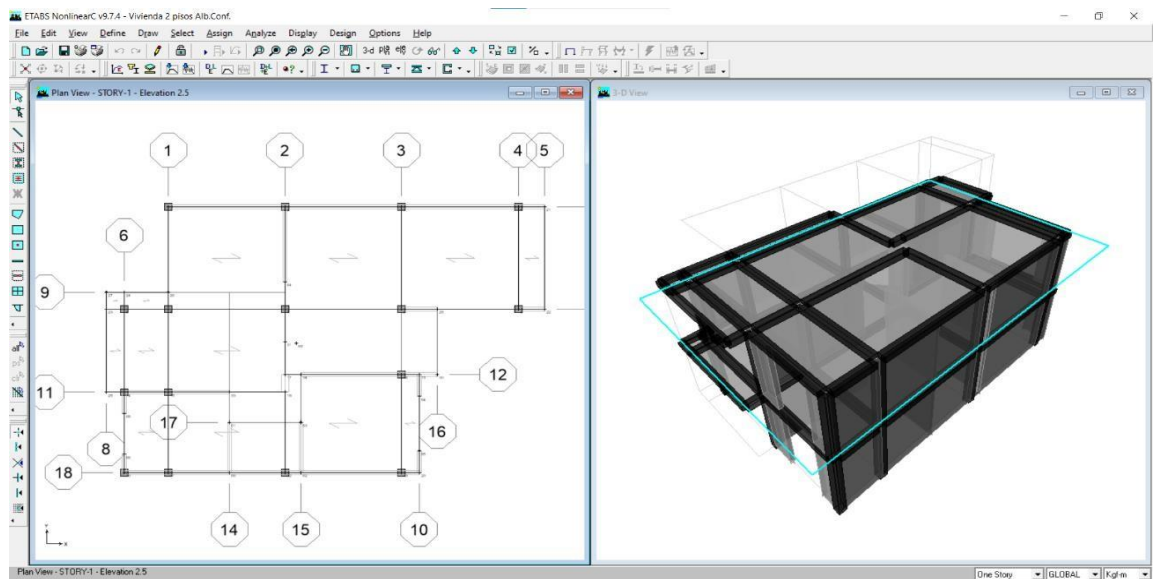 ETABS NonlinearC v9.7.4 - Vivienda 2 pisos Alb.Conf.
File Edit View Define Draw Select Assign Analyze Display Design Options Help
3-d
Plan View - STORY-1 - Elevation 2.5
3-D View
1 2 3 4 5
6
9
12
11
17
8
16
18
14 15 10
Plan View - STORY-1 - Elevation 2.5
One Story GLOBAL Kgf-m